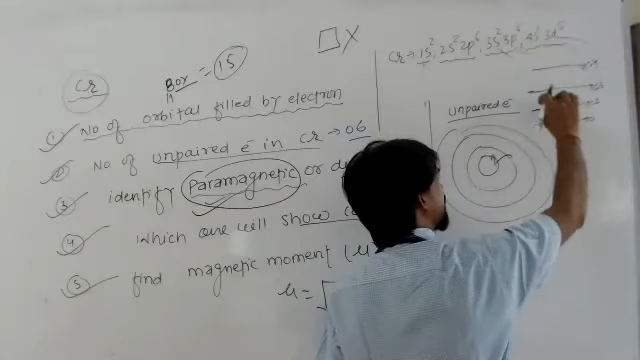 Cr
Box = 15
Cr → 1s², 2s² 2p⁶, 3s² 3p⁶, 4s¹ 3d⁵
① No of orbital filled by electron
② No of unpaired e⁻ in Cr → 06
③ identify Paramagnetic or
④ which one will show
⑤ find magnetic moment (μ
μ = √
unpaired e⁻